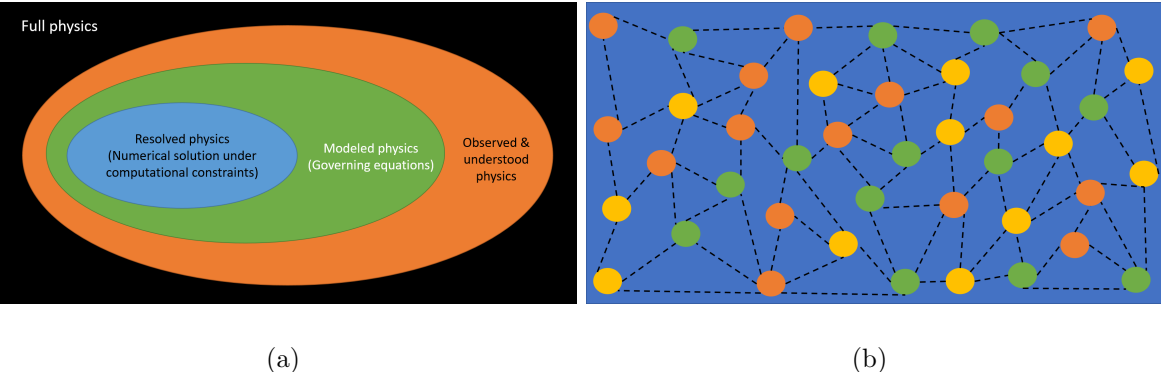 Full physics
Resolved physics
(Numerical solution under
computational constraints)
Modeled physics
(Governing equations)
Observed &
understood
physics
(a)
(b)